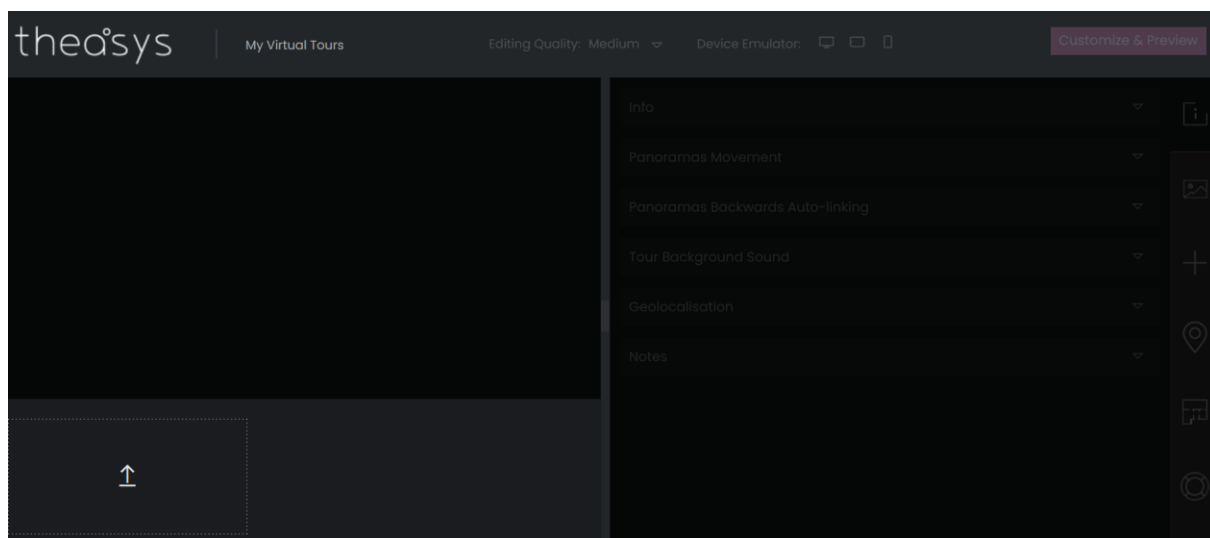 theasys
My Virtual Tours
Editing Quality: Medium
Device Emulator:
Customize & Preview
Info
Panoramas Movement
Panoramas Backwards Auto-linking
Tour Background Sound
Geolocalisation
Notes